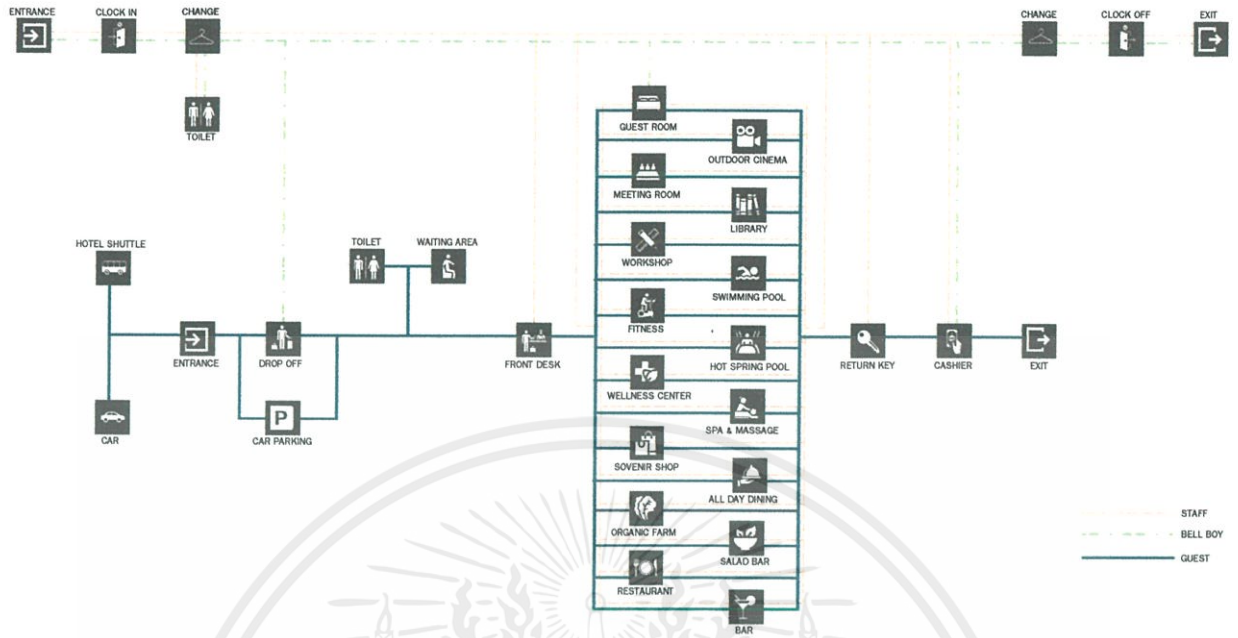 ENTRANCE
CLOCK IN
CHANGE
CHANGE
CLOCK OFF
EXIT
TOILET
GUEST ROOM
OUTDOOR CINEMA
MEETING ROOM
LIBRARY
HOTEL SHUTTLE
TOILET
WAITING AREA
WORKSHOP
SWIMMING POOL
FITNESS
ENTRANCE
DROP OFF
FRONT DESK
HOT SPRING POOL
RETURN KEY
CASHIER
EXIT
WELLNESS CENTER
SPA & MASSAGE
CAR
P
CAR PARKING
SOVENIR SHOP
ALL DAY DINING
ORGANIC FARM
SALAD BAR
RESTAURANT
BAR
STAFF
BELL BOY
GUEST